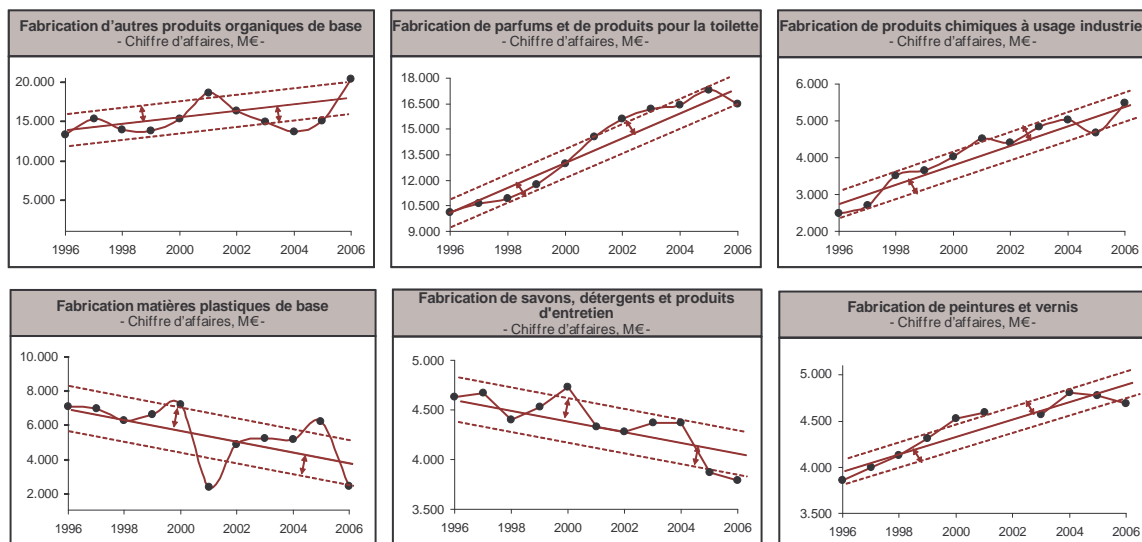 Fabrication d'autres produits organiques de base
- Chiffre d'affaires, M€-
20.000
15.000
10.000
5.000
1996 1998 2000 2002 2004 2006
Fabrication de parfums et de produits pour la toilette
- Chiffre d'affaires, M€-
18.000
16.500
15.000
13.500
12.000
10.500
9.000
1996 1998 2000 2002 2004 2006
Fabrication de produits chimiques à usage industrie
- Chiffre d'affaires, M€-
6.000
5.000
4.000
3.000
2.000
1996 1998 2000 2002 2004 2006
Fabrication matières plastiques de base
- Chiffre d'affaires, M€-
10.000
8.000
6.000
4.000
2.000
1996 1998 2000 2002 2004 2006
Fabrication de savons, détergents et produits
d'entretien
- Chiffre d'affaires, M€-
5.000
4.500
4.000
3.500
1996 1998 2000 2002 2004 2006
Fabrication de peintures et vernis
- Chiffre d'affaires, M€-
5.000
4.500
4.000
3.500
1996 1998 2000 2002 2004 2006